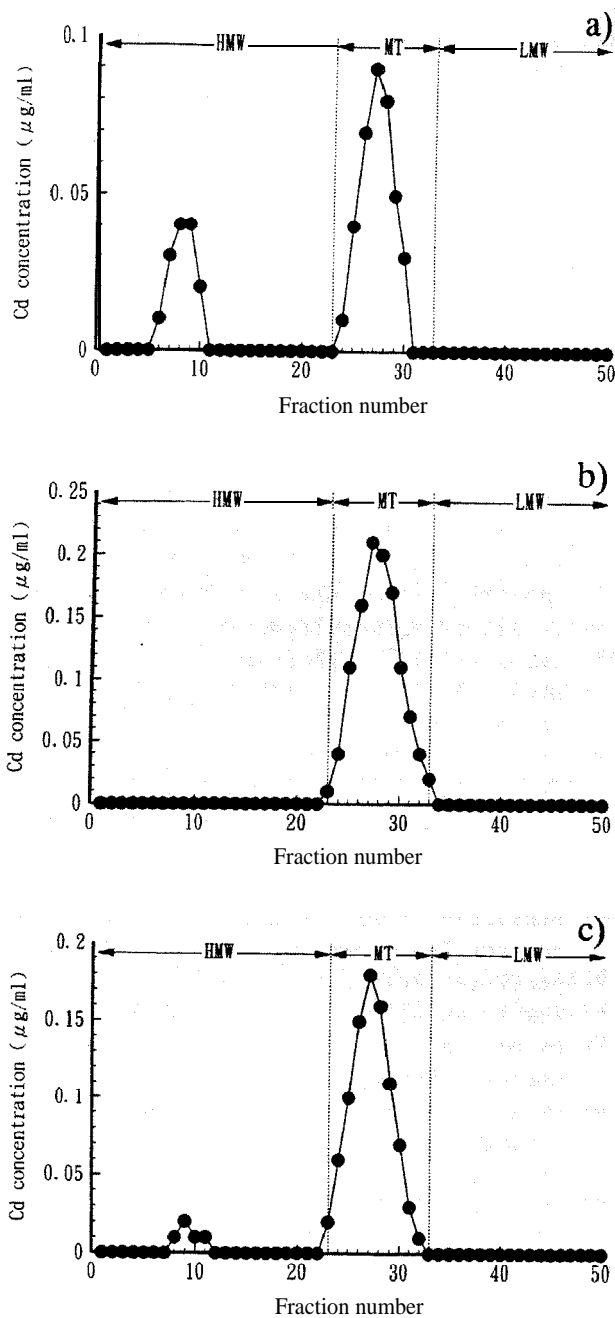 a)
HMW MT LMW
0.1
0.05
0
Cd concentration (μg/ml)
0 10 20 30 40 50
Fraction number
b)
HMW MT LMW
0.25
0.2
0.15
0.1
0.05
0
Cd concentration (μg/ml)
0 10 20 30 40 50
Fraction number
c)
HMW MT LMW
0.2
0.15
0.1
0.05
0
Cd concentration (μg/ml)
0 10 20 30 40 50
Fraction number